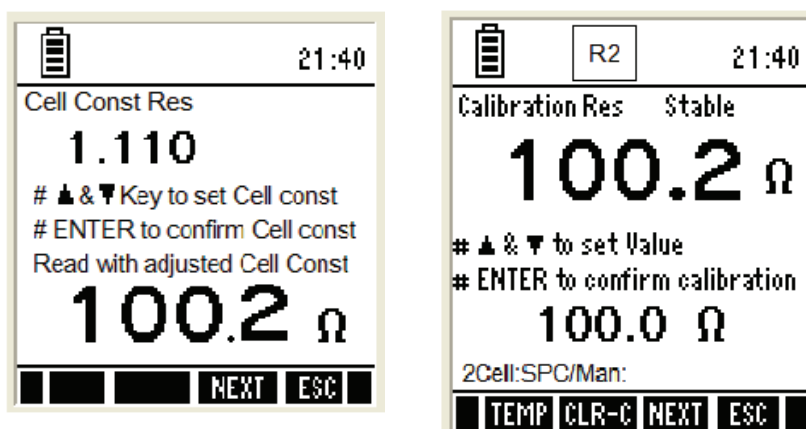 21:40
Cell Const Res
1.110
# ▲ & ▼ Key to set Cell const
# ENTER to confirm Cell const
Read with adjusted Cell Const
100.2 Ω
NEXT ESC
R2 21:40
Calibration Res Stable
100.2 Ω
# ▲ & ▼ to set Value
# ENTER to confirm calibration
100.0 Ω
2Cell:SPC/Man:
TEMP CLR-C NEXT ESC